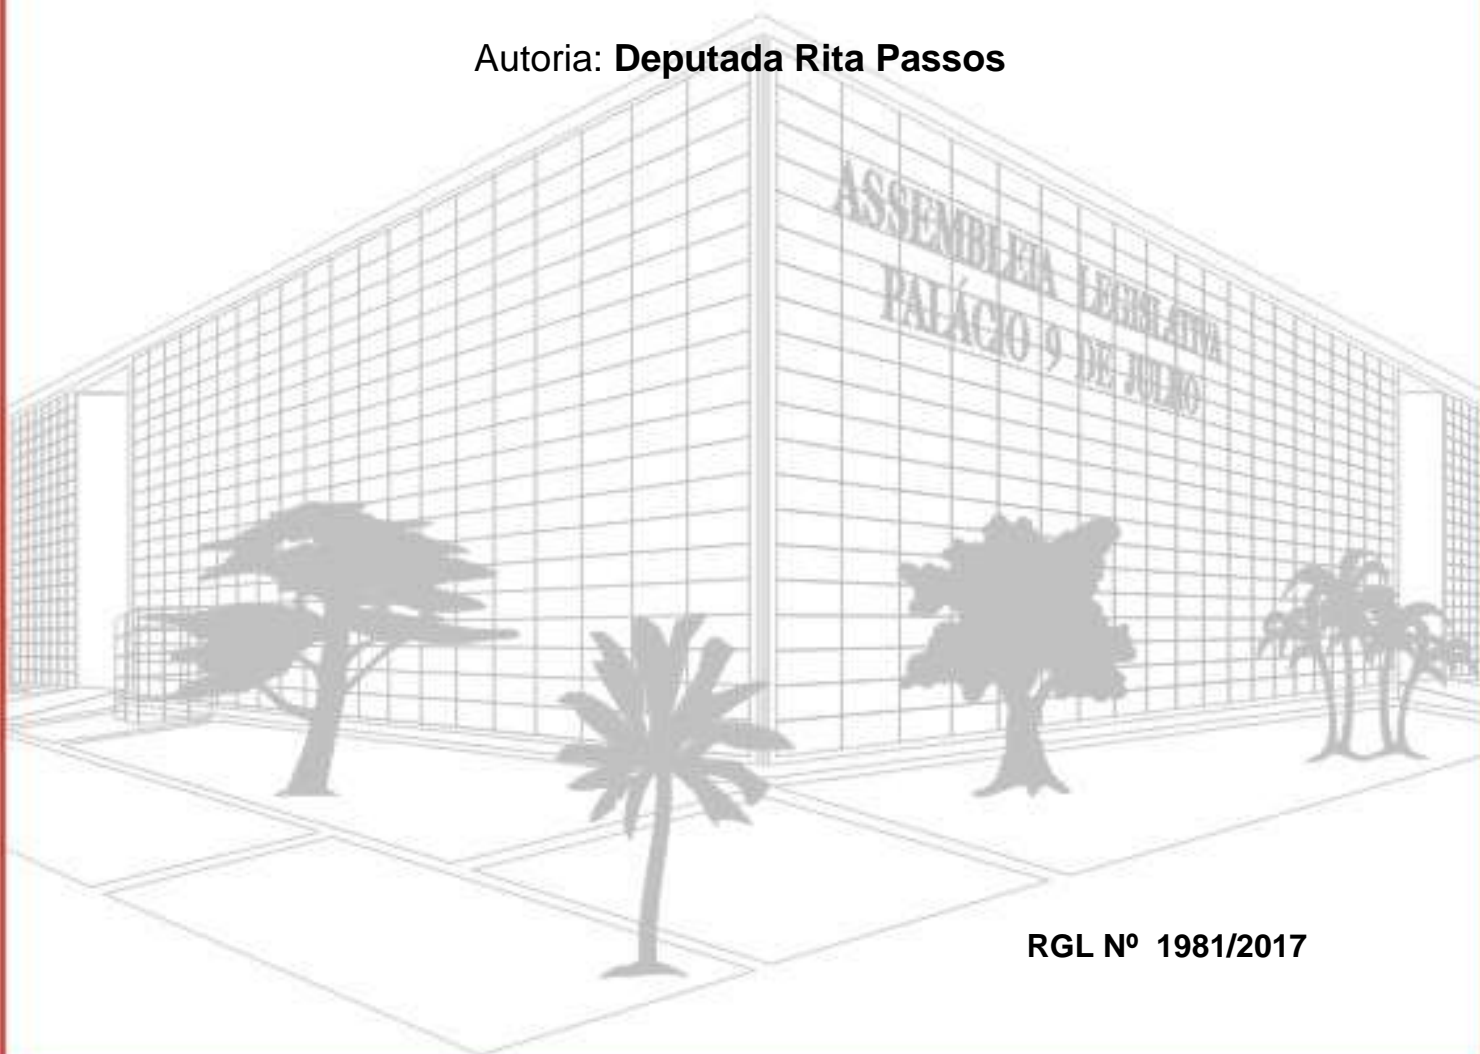 Autoria: Deputada Rita Passos
ASSEMBLEIA LEGISLATIVA
PALÁCIO 9 DE JULHO
RGL Nº 1981/2017